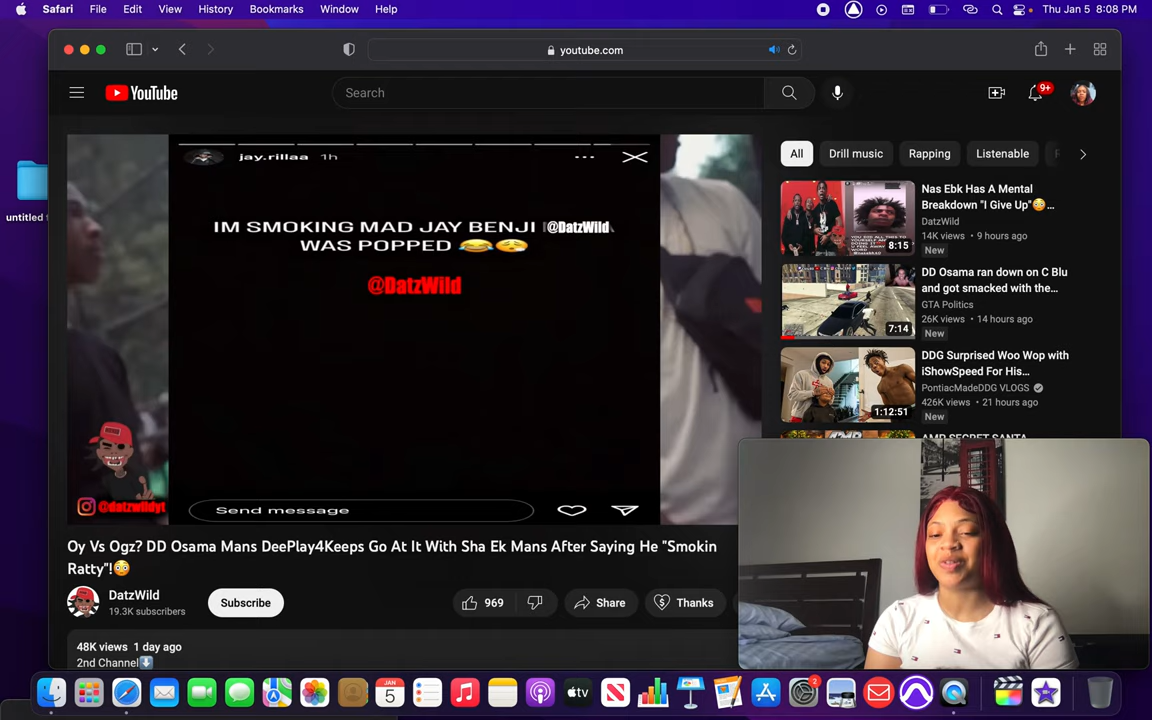 Safari File Edit View History Bookmarks Window Help
Thu Jan 5 8:08 PM
youtube.com
YouTube
Search
9+
untitled
jay.rillaa 1h
IM SMOKING MAD JAY BENJI @DatzWild
WAS POPPED 😂😮‍💨
@DatzWild
@datzwildyt
Send message
All Drill music Rapping Listenable
Nas Ebk Has A Mental
Breakdown "I Give Up"😳...
DatzWild
14K views • 9 hours ago
New
8:15
DD Osama ran down on C Blu
and got smacked with the...
GTA Politics
26K views • 14 hours ago
New
7:14
DDG Surprised Woo Wop with
iShowSpeed For His...
PontiacMadeDDG VLOGS
426K views • 21 hours ago
New
1:12:51
AMP SECRET SANTA
Oy Vs Ogz? DD Osama Mans DeePlay4Keeps Go At It With Sha Ek Mans After Saying He "Smokin
Ratty"!😳
DatzWild
19.3K subscribers
Subscribe
969
Share
Thanks
48K views 1 day ago
2nd Channel⬇️
JAN
5
tv
2